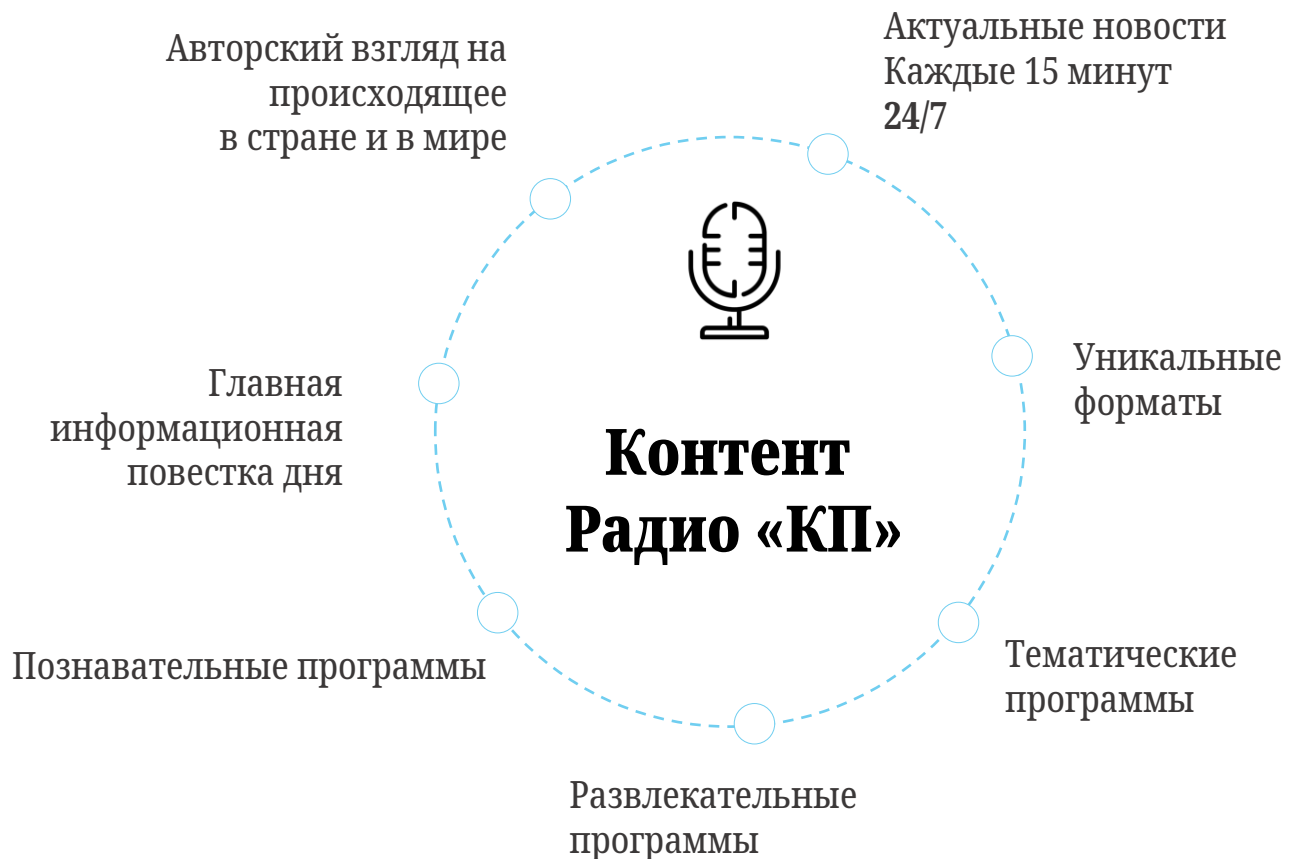 Авторский взгляд на
происходящее
в стране и в мире
Актуальные новости
Каждые 15 минут
24/7
Уникальные
форматы
Главная
информационная
повестка дня
Контент
Радио «КП»
Познавательные программы
Тематические
программы
Развлекательные
программы